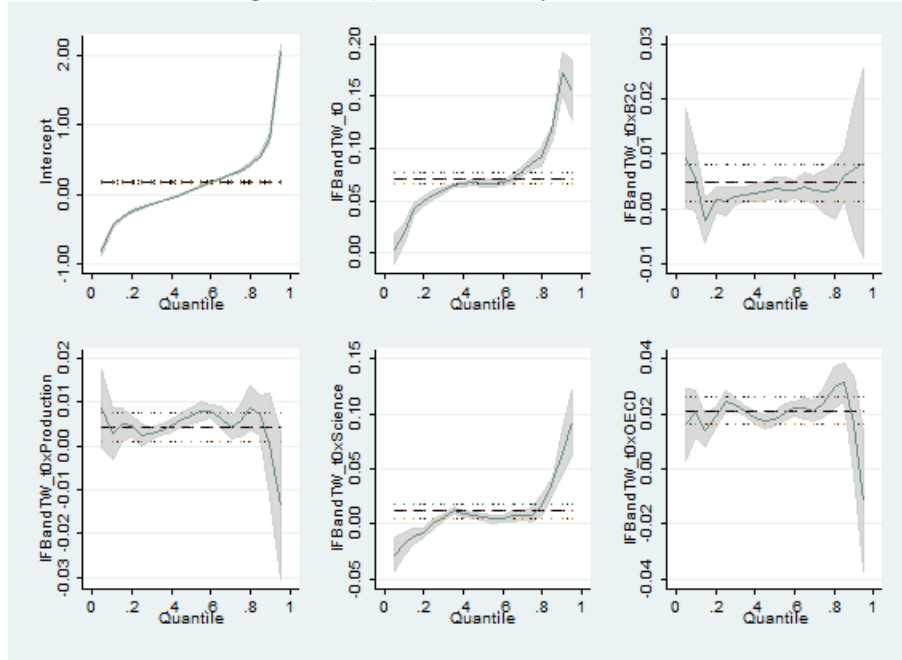 Intercept
2.00
1.00
0.00
-1.00
0 .2 .4 .6 .8 1
Quantile
IFBandTW_t0
0.20
0.15
0.10
0.05
0.00
0 .2 .4 .6 .8 1
Quantile
IFBandTW_t0xB2C
0.03
0.02
0.01
0.00
-0.01
0 .2 .4 .6 .8 1
Quantile
IFBandTW_t0xProduction
0.02
0.01
0.00
-0.01
-0.02
-0.03
0 .2 .4 .6 .8 1
Quantile
IFBandTW_t0xScience
0.15
0.10
0.05
0.00
-0.05
0 .2 .4 .6 .8 1
Quantile
IFBandTW_t0xOECD
0.04
0.02
0.00
-0.02
-0.04
0 .2 .4 .6 .8 1
Quantile